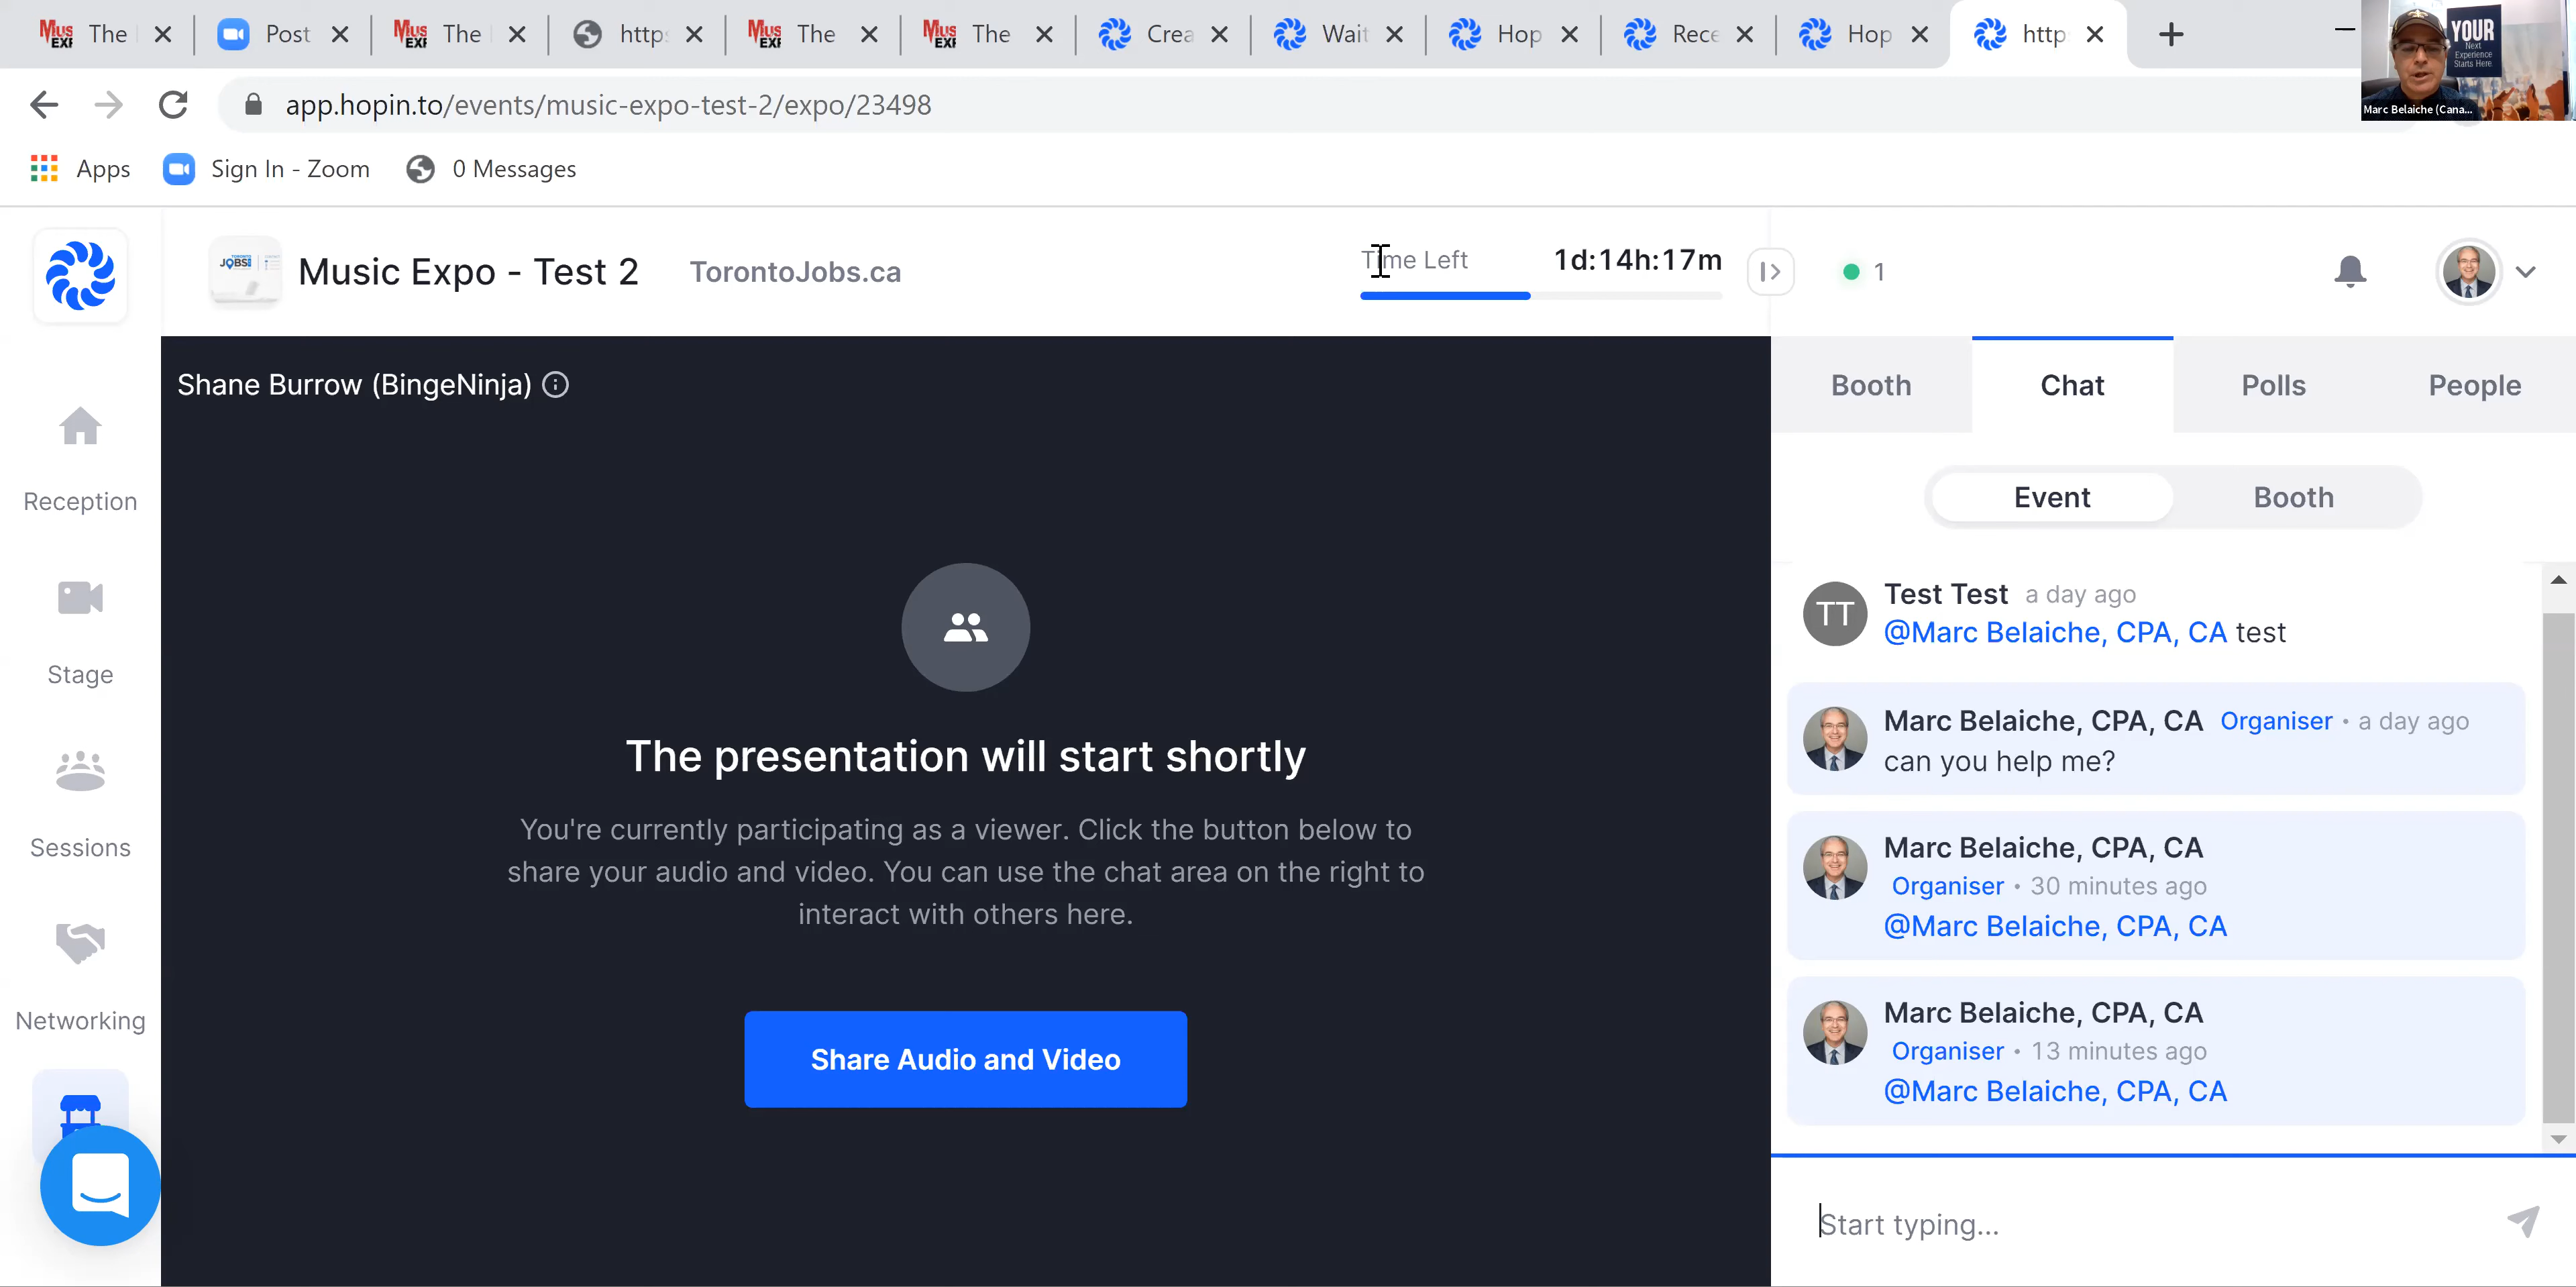 The
Post
The
http
The
The
Crea
Wait
Hop
Rece
Hop
http
YOUR
Next
Experience
Starts Here
Marc Belaiche (Cana...
app.hopin.to/events/music-expo-test-2/expo/23498
Apps
Sign In - Zoom
0 Messages
JOBS
Music Expo - Test 2
TorontoJobs.ca
Time Left
1d:14h:17m
1
Shane Burrow (BingeNinja)
Booth
Chat
Polls
People
Event
Booth
Reception
Stage
Sessions
Networking
The presentation will start shortly
You're currently participating as a viewer. Click the button below to
share your audio and video. You can use the chat area on the right to
interact with others here.
Share Audio and Video
TT
Test Test a day ago
@Marc Belaiche, CPA, CA test
Marc Belaiche, CPA, CA Organiser • a day ago
can you help me?
Marc Belaiche, CPA, CA
Organiser • 30 minutes ago
@Marc Belaiche, CPA, CA
Marc Belaiche, CPA, CA
Organiser • 13 minutes ago
@Marc Belaiche, CPA, CA
Start typing...